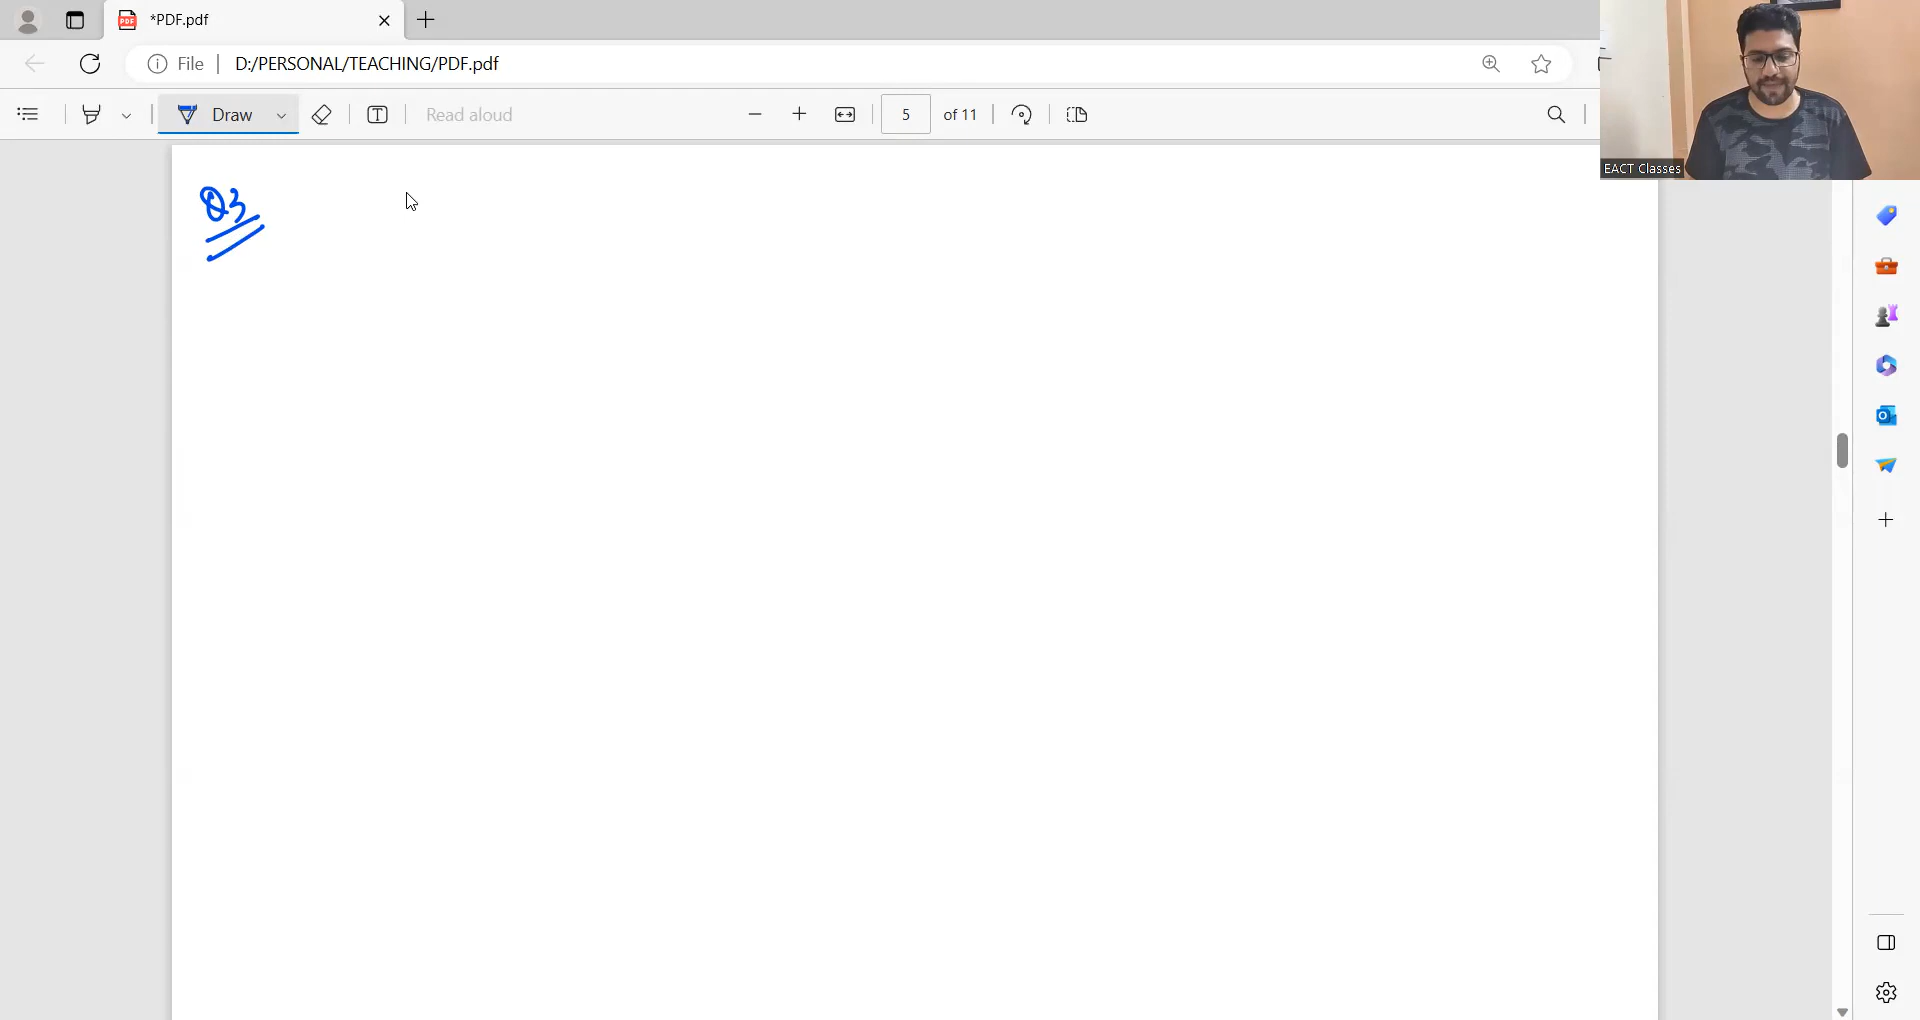 *PDF.pdf
File
D:/PERSONAL/TEACHING/PDF.pdf
Draw
Read aloud
5
of 11
EACT Classes
Q3